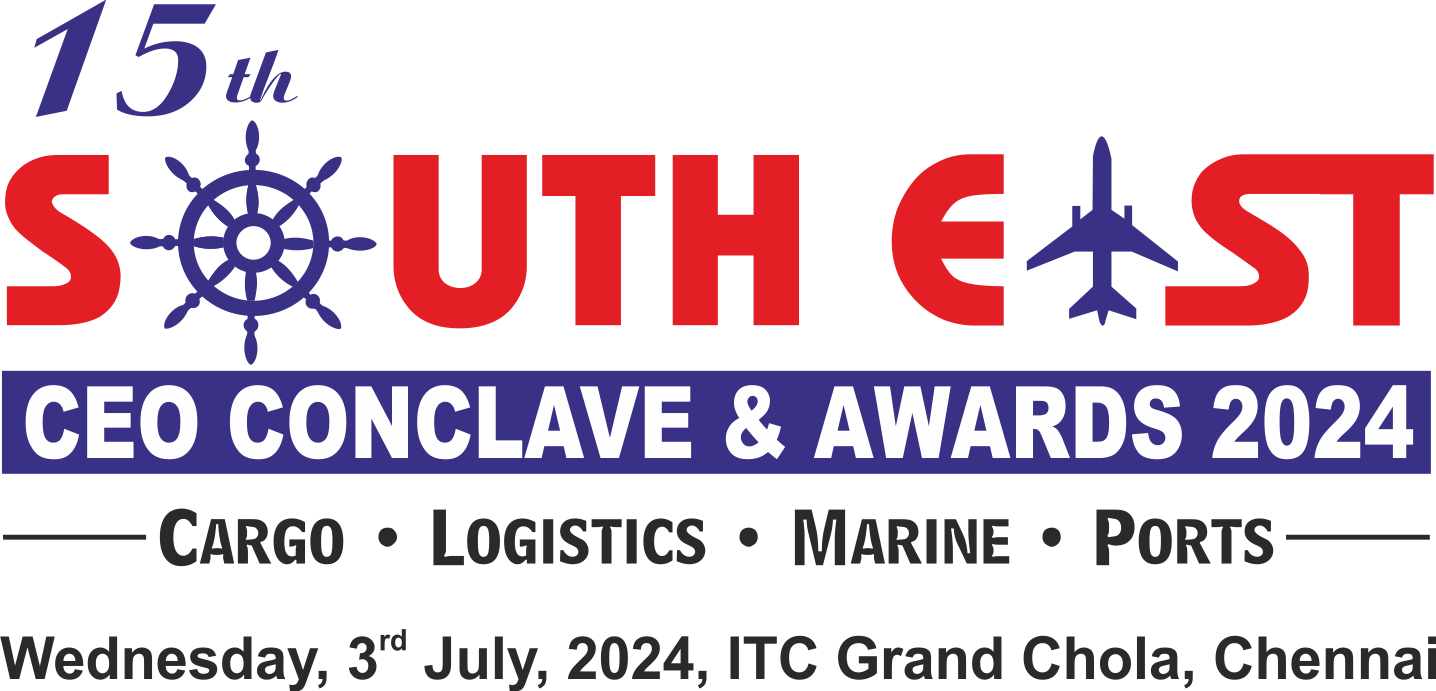 15th
SOUTH EAST
CEO CONCLAVE & AWARDS 2024
CARGO • LOGISTICS • MARINE • PORTS
Wednesday, 3rd July, 2024, ITC Grand Chola, Chennai